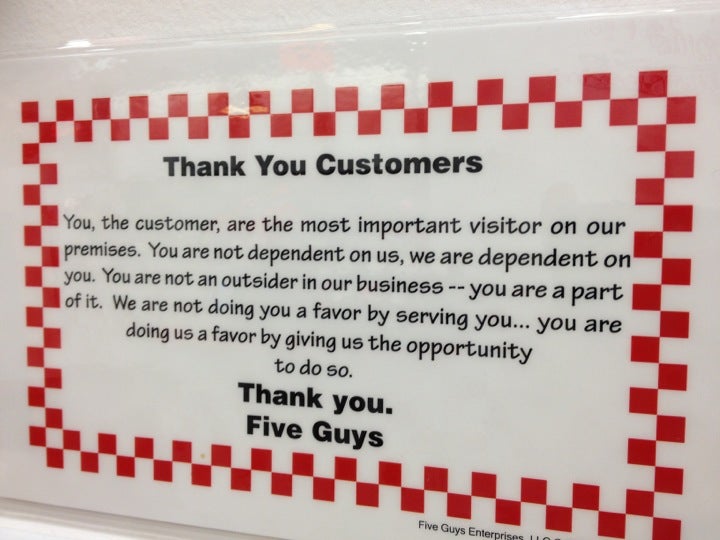 Thank You Customers
You, the customer, are the most important visitor on our
premises. You are not dependent on us, we are dependent on
you. You are not an outsider in our business -- you are a part
of it. We are not doing you a favor by serving you... you are
doing us a favor by giving us the opportunity
to do so.
Thank you.
Five Guys
Five Guys Enterprises, LLC